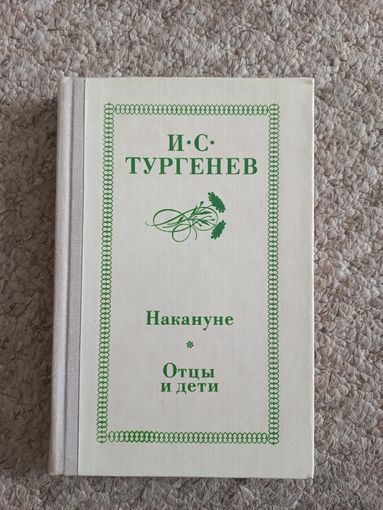 И·С·
ТУРГЕНЕВ
Накануне
*
Отцы
и дети